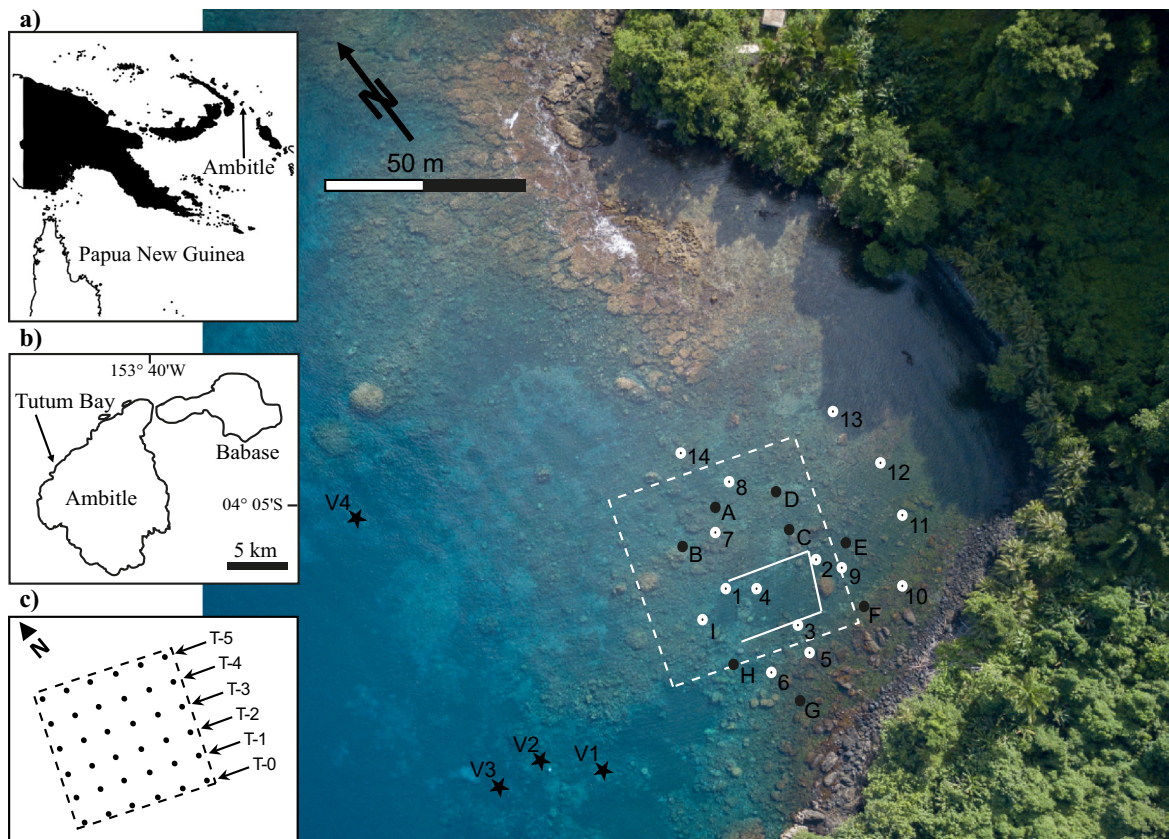 a)
Ambitle
Papua New Guinea
b)
153° 40'W
Tutum Bay
Babase
Ambitle
04° 05'S
5 km
c)
N
T-5
T-4
T-3
T-2
T-1
T-0
N
50 m
13
14
12
8
D
A
11
7
C
B
E
2
9
1
4
10
F
I
3
5
H
6
G
V4
V2
V1
V3